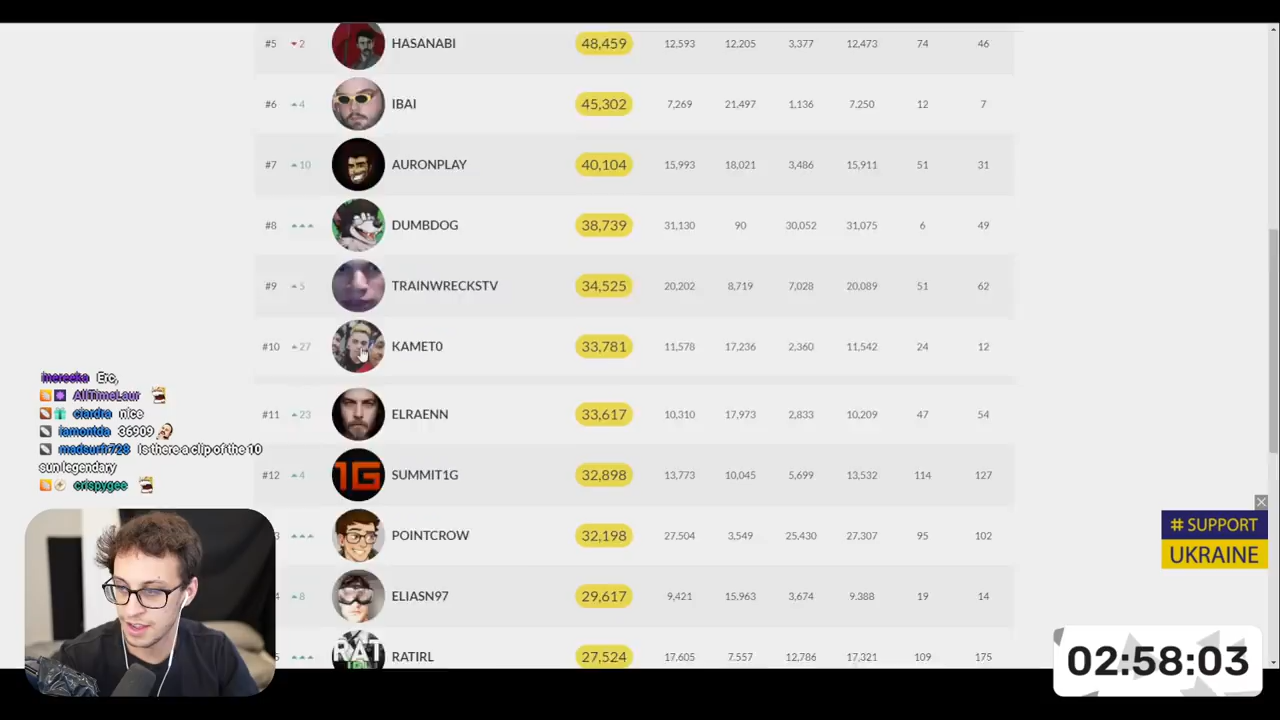 #5 2 HASANABI 48,459 12,593 12,205 3,377 12,473 74 46
#6 4 IBAI 45,302 7,269 21,497 1,136 7.250 12 7
#7 10 AURONPLAY 40,104 15,993 18,021 3,486 15,911 51 31
#8 DUMBDOG 38,739 31,130 90 30,052 31,075 6 49
#9 5 TRAINWRECKSTV 34,525 20,202 8,719 7,028 20,089 51 62
#10 27 KAMET0 33,781 11,578 17,236 2,360 11,542 24 12
#11 23 ELRAENN 33,617 10,310 17,973 2,833 10,209 47 54
#12 4 SUMMIT1G 32,898 13,773 10,045 5,699 13,532 114 127
3 POINTCROW 32,198 27.504 3,549 25,430 27.307 95 102
4 8 ELIASN97 29,617 9,421 15.963 3,674 9.388 19 14
5 RATIRL 27,524 17.605 7.557 12,786 17,321 109 175
Erc,
AllTimeLaur
ciardra nice
iamontda 36909
Is there a clip of the 10
sun legendary
crispygee
RAT
1G
# SUPPORT
UKRAINE
02:58:03